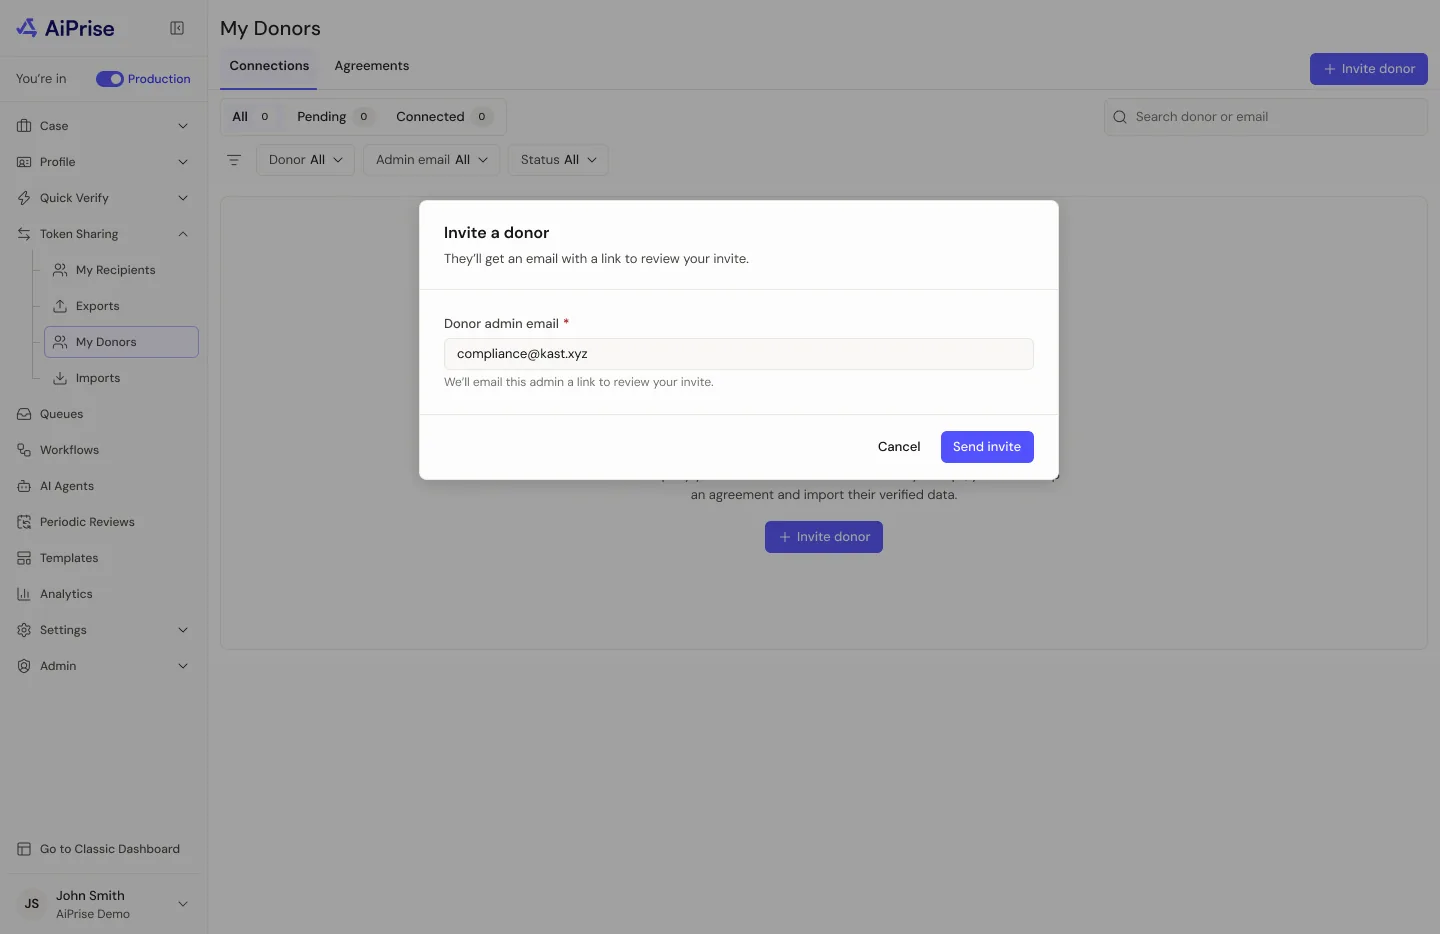 AiPrise
You're in
Production
Case
Profile
Quick Verify
Token Sharing
My Recipients
Exports
My Donors
Imports
Queues
Workflows
AI Agents
Periodic Reviews
Templates
Analytics
Settings
Admin
Go to Classic Dashboard
JS
John Smith
AiPrise Demo
My Donors
Connections
Agreements
+ Invite donor
All 0
Pending 0
Connected 0
Search donor or email
Donor All
Admin email All
Status All
Invite a donor
They'll get an email with a link to review your invite.
Donor admin email *
compliance@kast.xyz
We'll email this admin a link to review your invite.
Cancel
Send invite
an agreement and import their verified data.
+ Invite donor